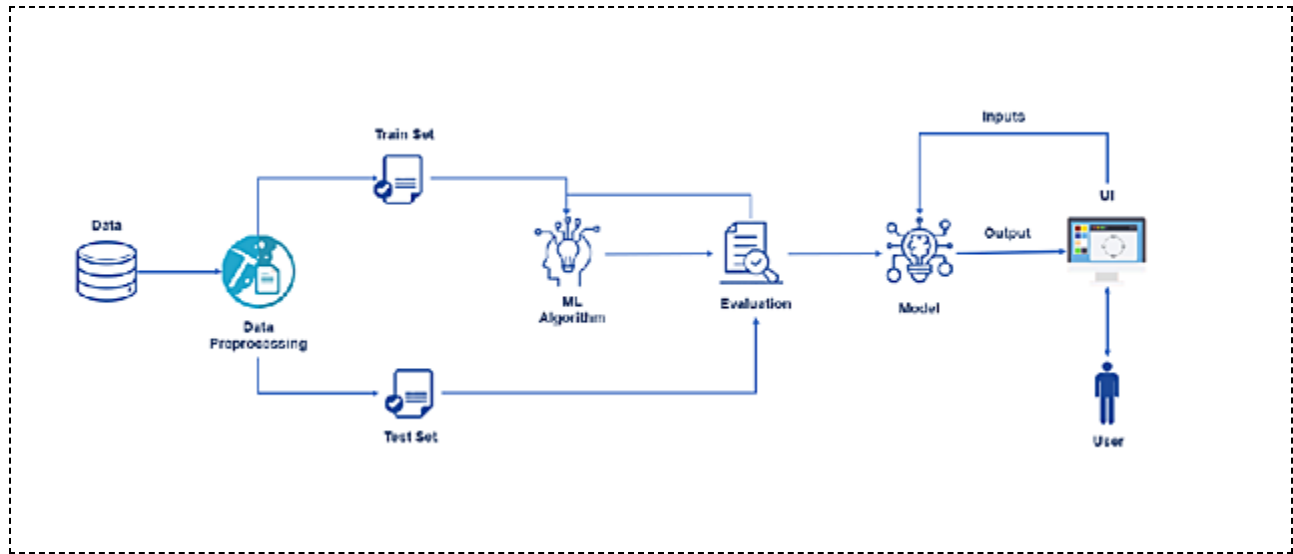 Train Set
Inputs
Data
UI
Output
ML
Algorithm
Evaluation
Model
Data
Preprocessing
Test Set
User